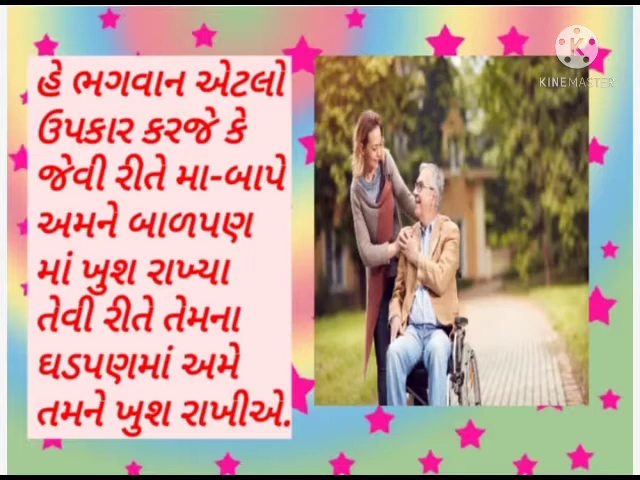 હે ભગવાન એટલો
ઉપકાર કરજે કે
જેવી રીતે મા-બાપે
અમને બાળપણ
માં ખુશ રાખ્યા
તેવી રીતે તેમના
ઘડપણમાં અમે
તમને ખુશ રાખીએ.
KINEMASTER